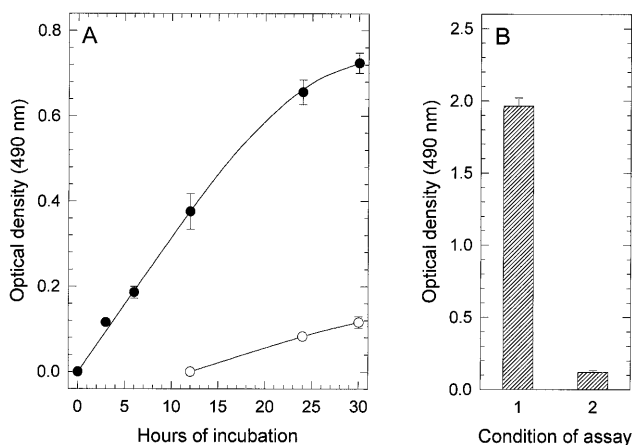 A
Optical density (490 nm)
0.8
0.6
0.4
0.2
0.0
0 5 10 15 20 25 30
Hours of incubation
B
Optical density (490 nm)
2.5
2.0
1.5
1.0
0.5
0.0
1 2
Condition of assay